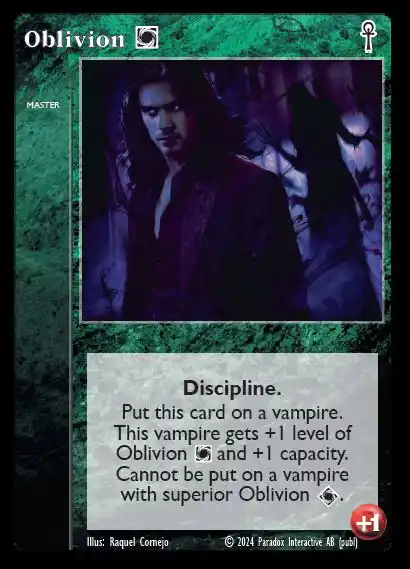 Oblivion
MASTER
Discipline.
Put this card on a vampire.
This vampire gets +1 level of
Oblivion and +1 capacity.
Cannot be put on a vampire
with superior Oblivion .
+1
Illus: Raquel Cornejo © 2024 Paradox Interactive AB (publ)